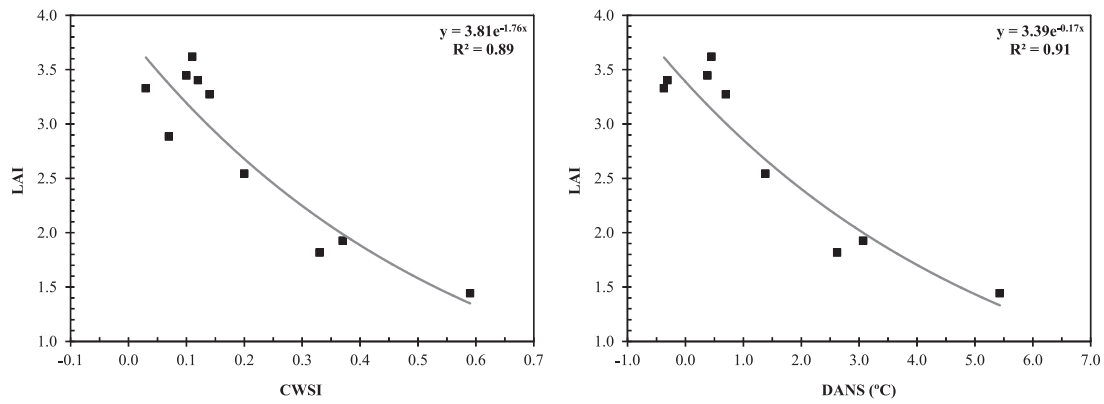 4.0
3.5
3.0
2.5
2.0
1.5
1.0
LAI
-0.1 0.0 0.1 0.2 0.3 0.4 0.5 0.6 0.7
CWSI
y = 3.81e-1.76x
R² = 0.89
4.0
3.5
3.0
2.5
2.0
1.5
1.0
LAI
-1.0 0.0 1.0 2.0 3.0 4.0 5.0 6.0 7.0
DANS (ºC)
y = 3.39e-0.17x
R² = 0.91